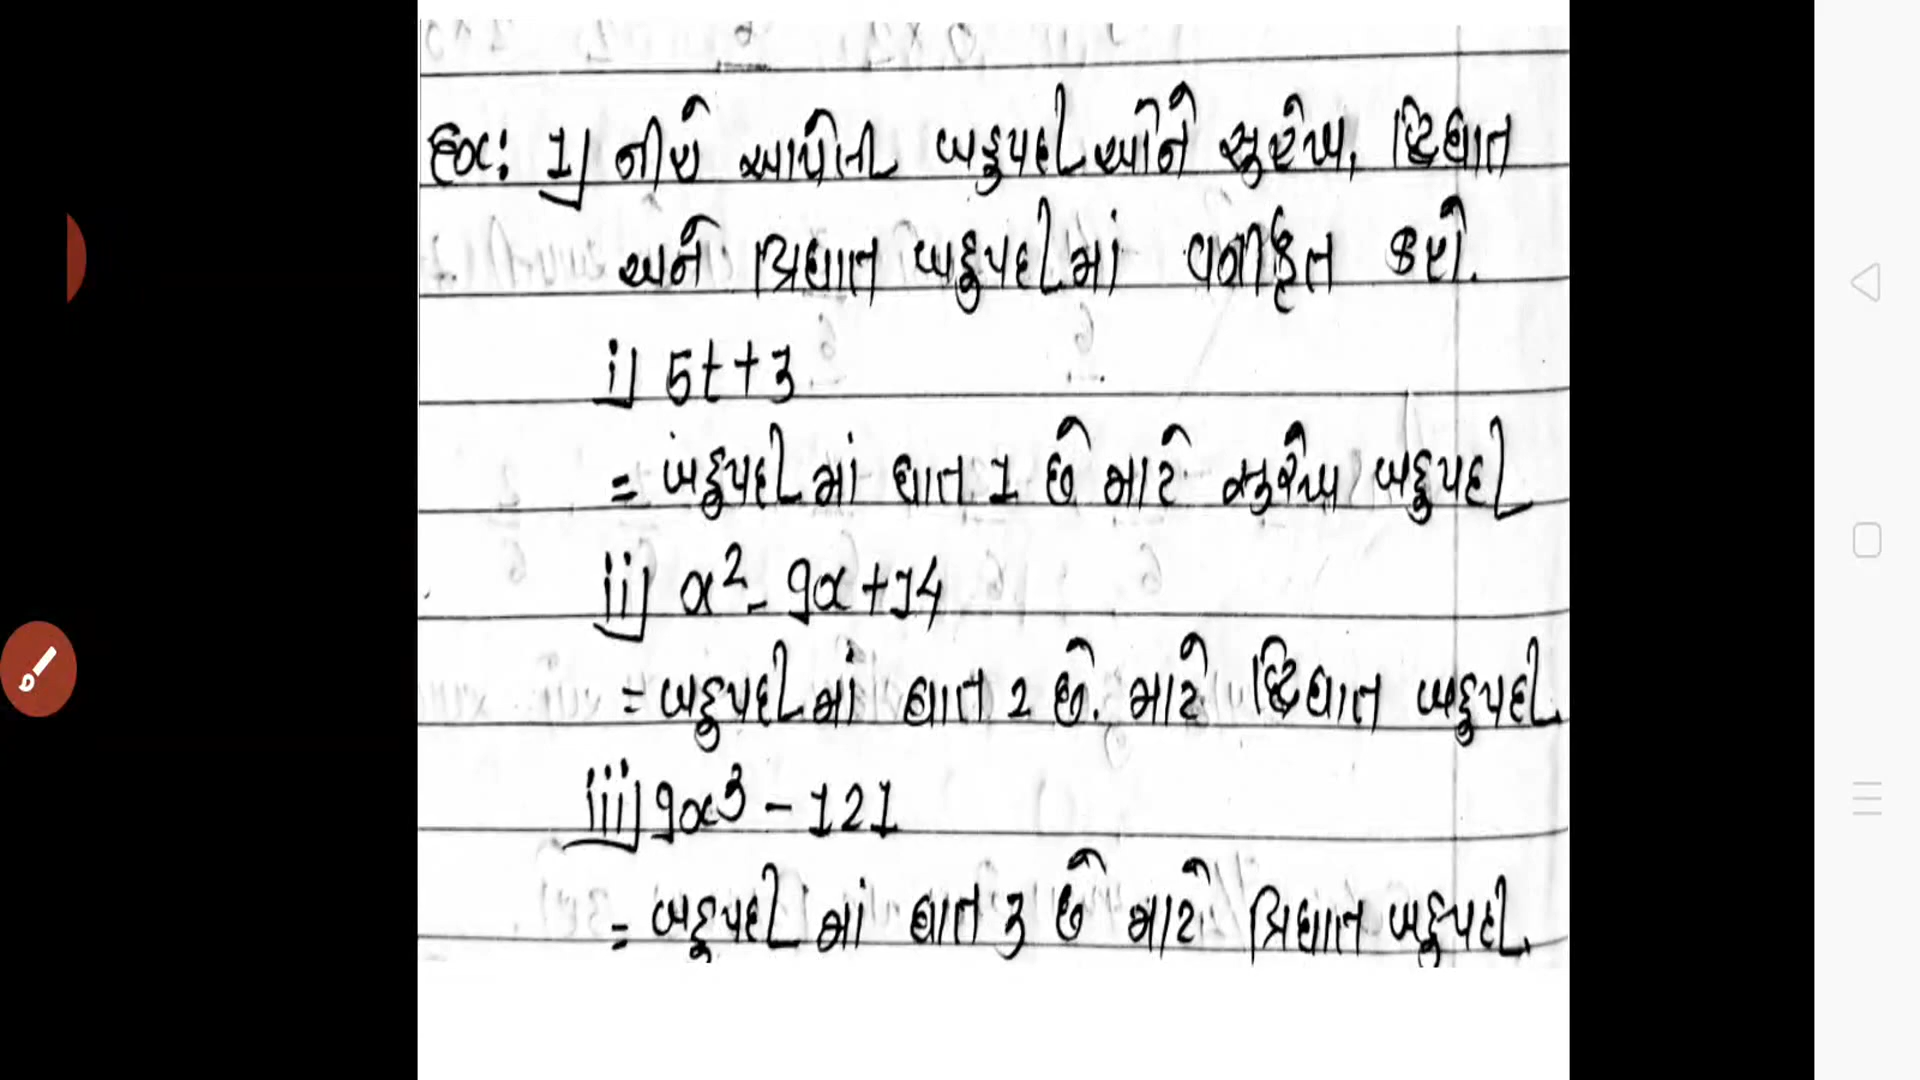 Ex: 1) નીચે આપેલી બહુપદીઓને સુરેખ, દ્વિઘાત
અને ત્રિઘાત બહુપદીમાં વર્ગીકૃત કરો.
i) 5t+3
= બહુપદી માં ઘાત 1 છે માટે સુરેખ બહુપદી
ii) x² - 9x + 14
= બહુપદી માં ઘાત 2 છે. માટે દ્વિઘાત બહુપદી.
iii) 9x³ - 121
= બહુપદી માં ઘાત 3 છે માટે ત્રિઘાત બહુપદી.